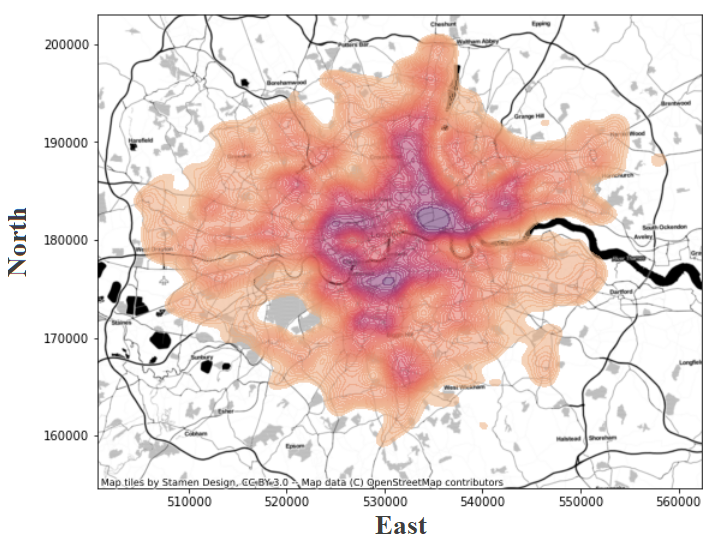 Cheshunt
Epping
200000
Potters Bar
Waltham Abbey
Borehamwood
Brentwood
Grange Hill
190000
Harefield
Wood
Hornchurch
South Ockendon
Aveley
North
180000
West Drayton
Dartford
Staines
170000
Sunbury
Longfield
West Wickham
Esher
Cobham
Epsom
Halstead
Shoreham
160000
Map tiles by Stamen Design, CC-BY-3.0 -- Map data (C) OpenStreetMap contributors
510000 520000 530000 540000 550000 560000
East